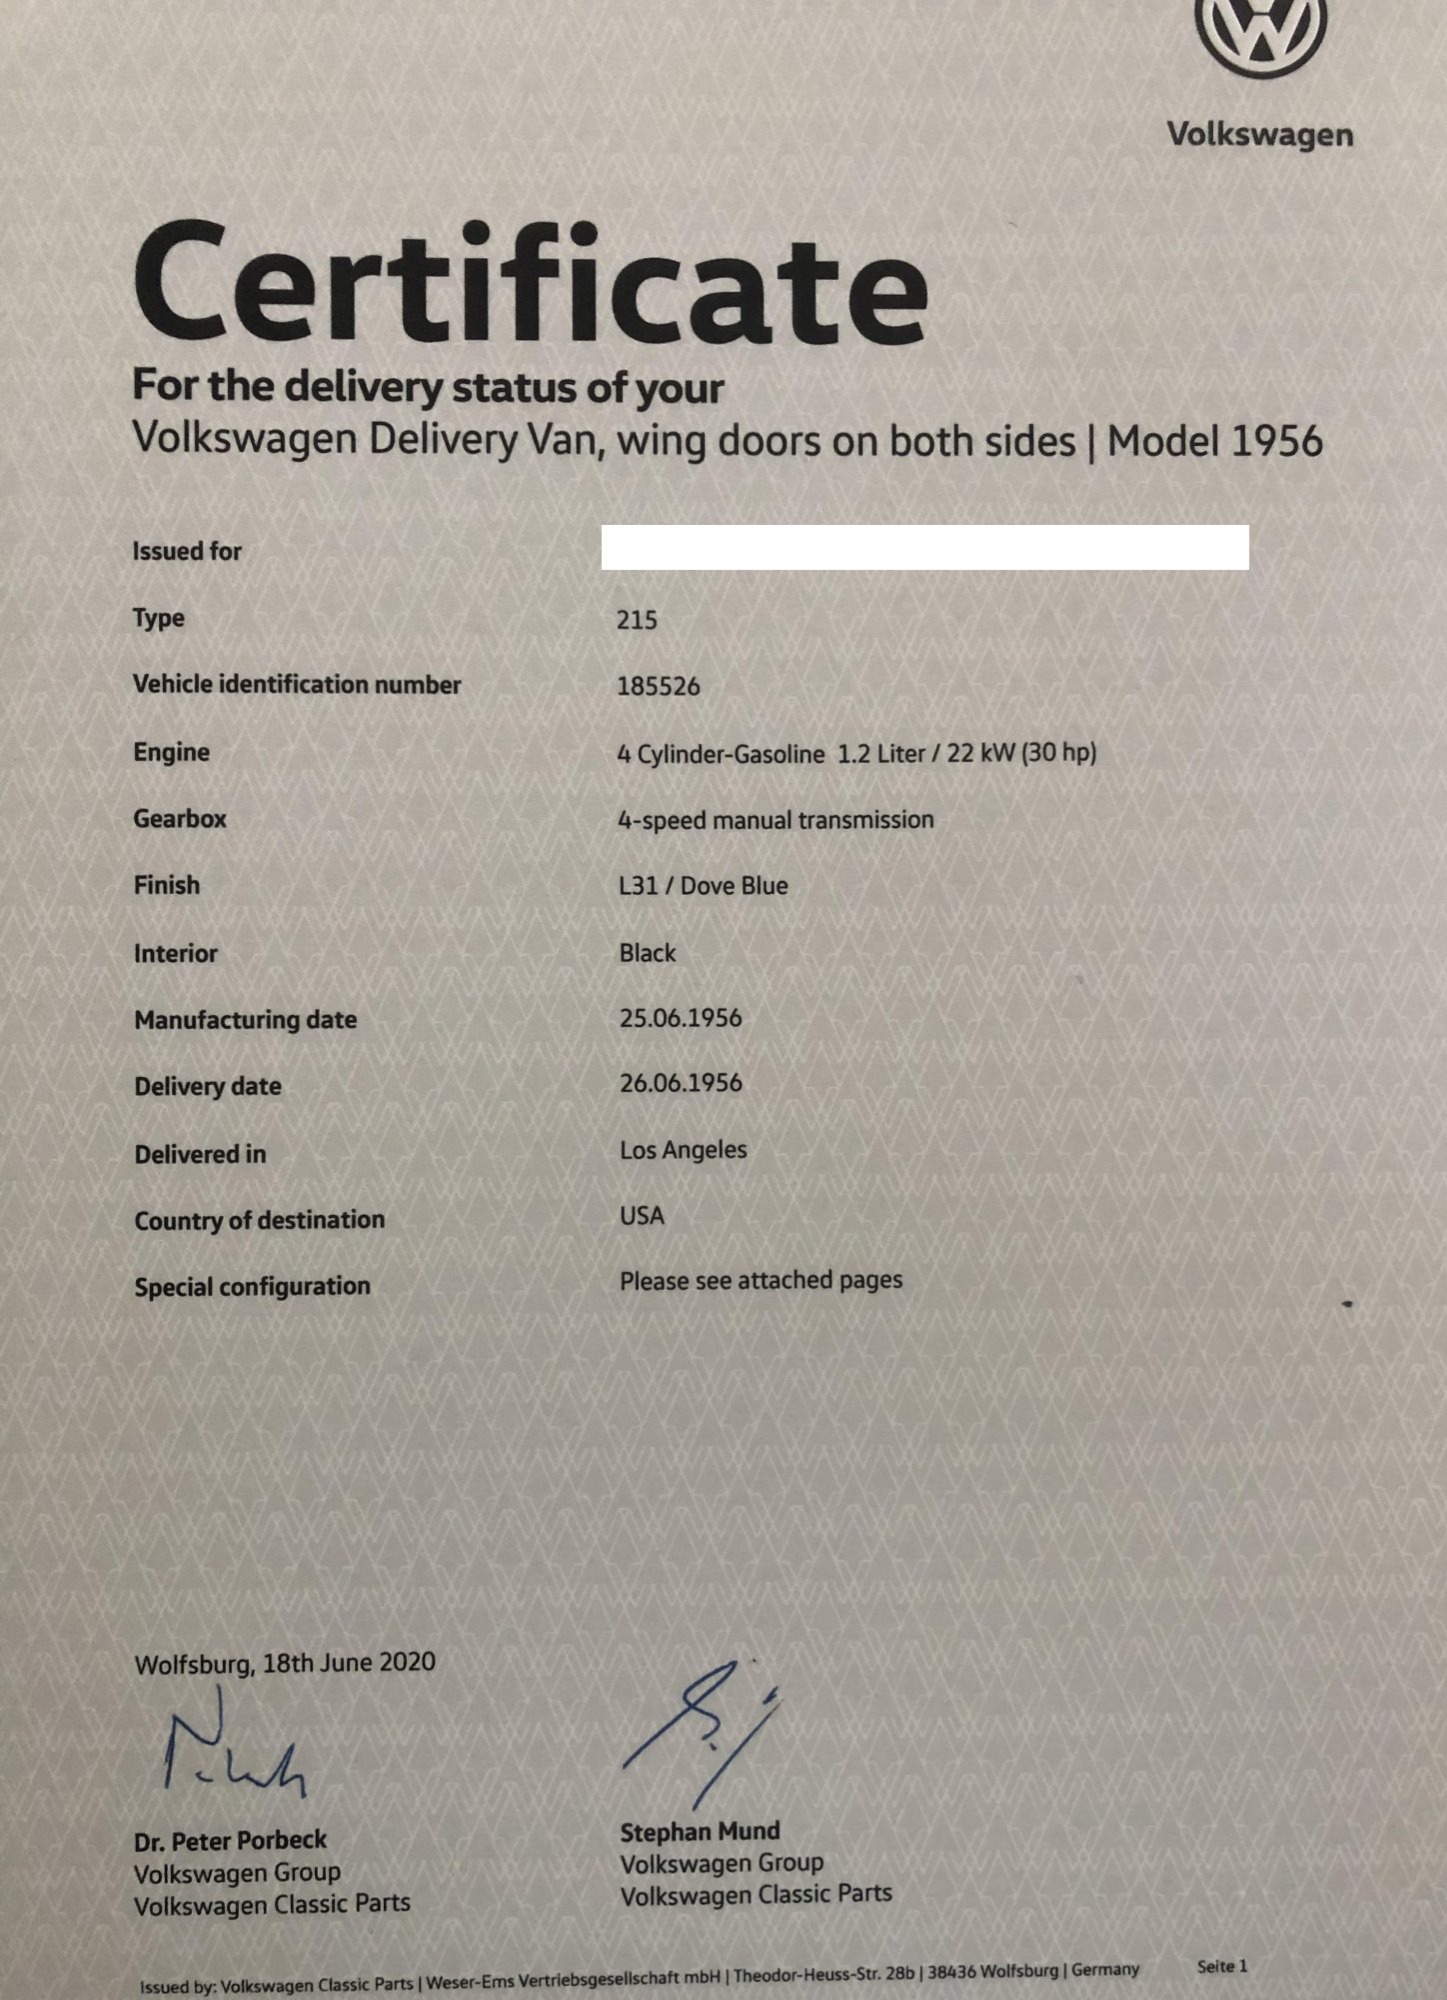 Volkswagen
Certificate
For the delivery status of your
Volkswagen Delivery Van, wing doors on both sides | Model 1956
Issued for
Type 215
Vehicle identification number 185526
Engine 4 Cylinder-Gasoline 1.2 Liter / 22 kW (30 hp)
Gearbox 4-speed manual transmission
Finish L31 / Dove Blue
Interior Black
Manufacturing date 25.06.1956
Delivery date 26.06.1956
Delivered in Los Angeles
Country of destination USA
Special configuration Please see attached pages
Wolfsburg, 18th June 2020
Dr. Peter Porbeck
Volkswagen Group
Volkswagen Classic Parts
Stephan Mund
Volkswagen Group
Volkswagen Classic Parts
Issued by: Volkswagen Classic Parts | Weser-Ems Vertriebsgesellschaft mbH | Theodor-Heuss-Str. 28b | 38436 Wolfsburg | Germany Seite 1